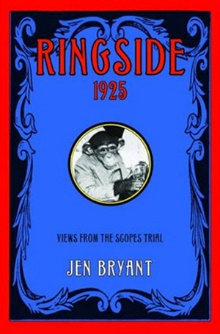 RINGSIDE
1925
VIEWS FROM THE SCOPES TRIAL
JEN BRYANT